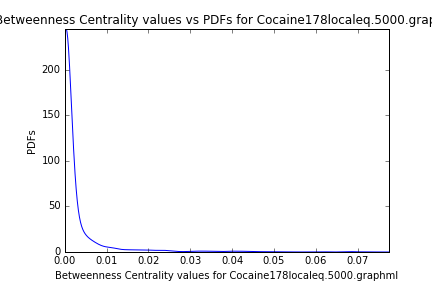 Betweenness Centrality values vs PDFs for Cocaine178localeq.5000.grap
200
150
100
50
0
PDFs
0.00 0.01 0.02 0.03 0.04 0.05 0.06 0.07
Betweenness Centrality values for Cocaine178localeq.5000.graphml